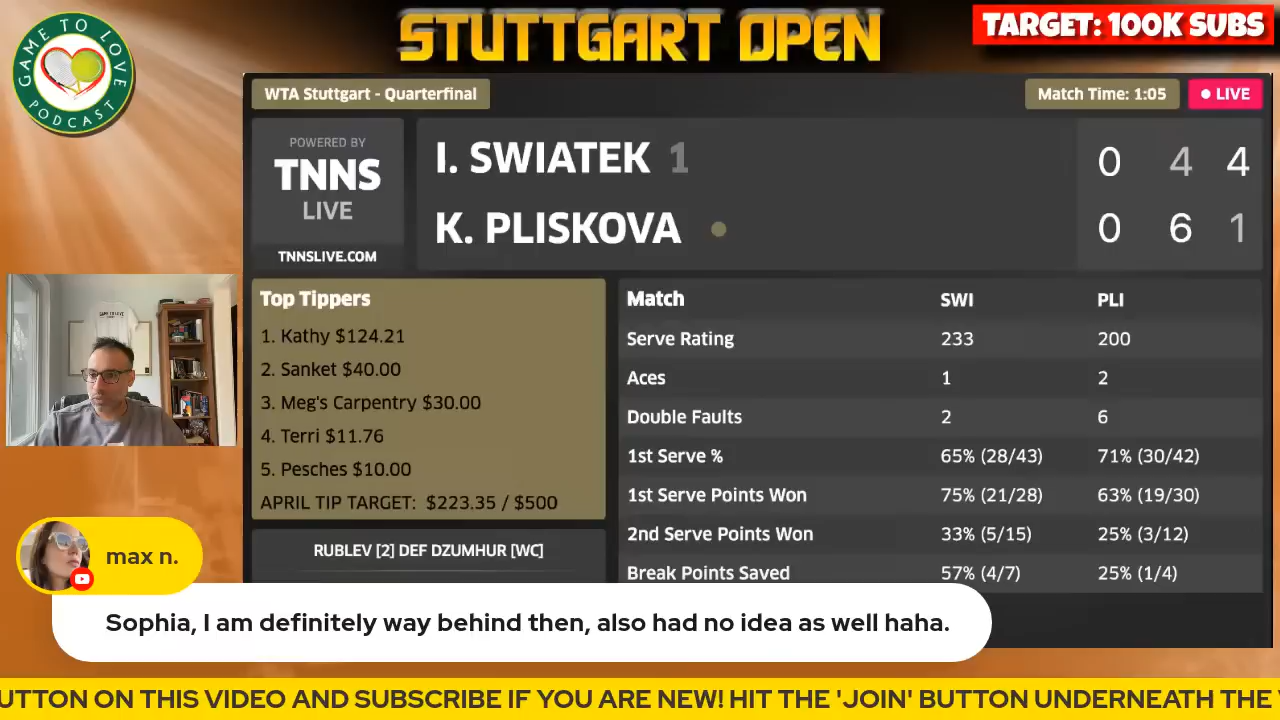 GAME TO LOVE
PODCAST
STUTTGART OPEN
TARGET: 100K SUBS
WTA Stuttgart - Quarterfinal
Match Time: 1:05
LIVE
POWERED BY
TNNS
LIVE
TNNSLIVE.COM
I. SWIATEK 1 0 4 4
K. PLISKOVA 0 6 1
Top Tippers
1. Kathy $124.21
2. Sanket $40.00
3. Meg's Carpentry $30.00
4. Terri $11.76
5. Pesches $10.00
APRIL TIP TARGET: $223.35 / $500
RUBLEV [2] DEF DZUMHUR [WC]
Match SWI PLI
Serve Rating 233 200
Aces 1 2
Double Faults 2 6
1st Serve % 65% (28/43) 71% (30/42)
1st Serve Points Won 75% (21/28) 63% (19/30)
2nd Serve Points Won 33% (5/15) 25% (3/12)
Break Points Saved 57% (4/7) 25% (1/4)
max n.
Sophia, I am definitely way behind then, also had no idea as well haha.
UTTON ON THIS VIDEO AND SUBSCRIBE IF YOU ARE NEW! HIT THE 'JOIN' BUTTON UNDERNEATH THE